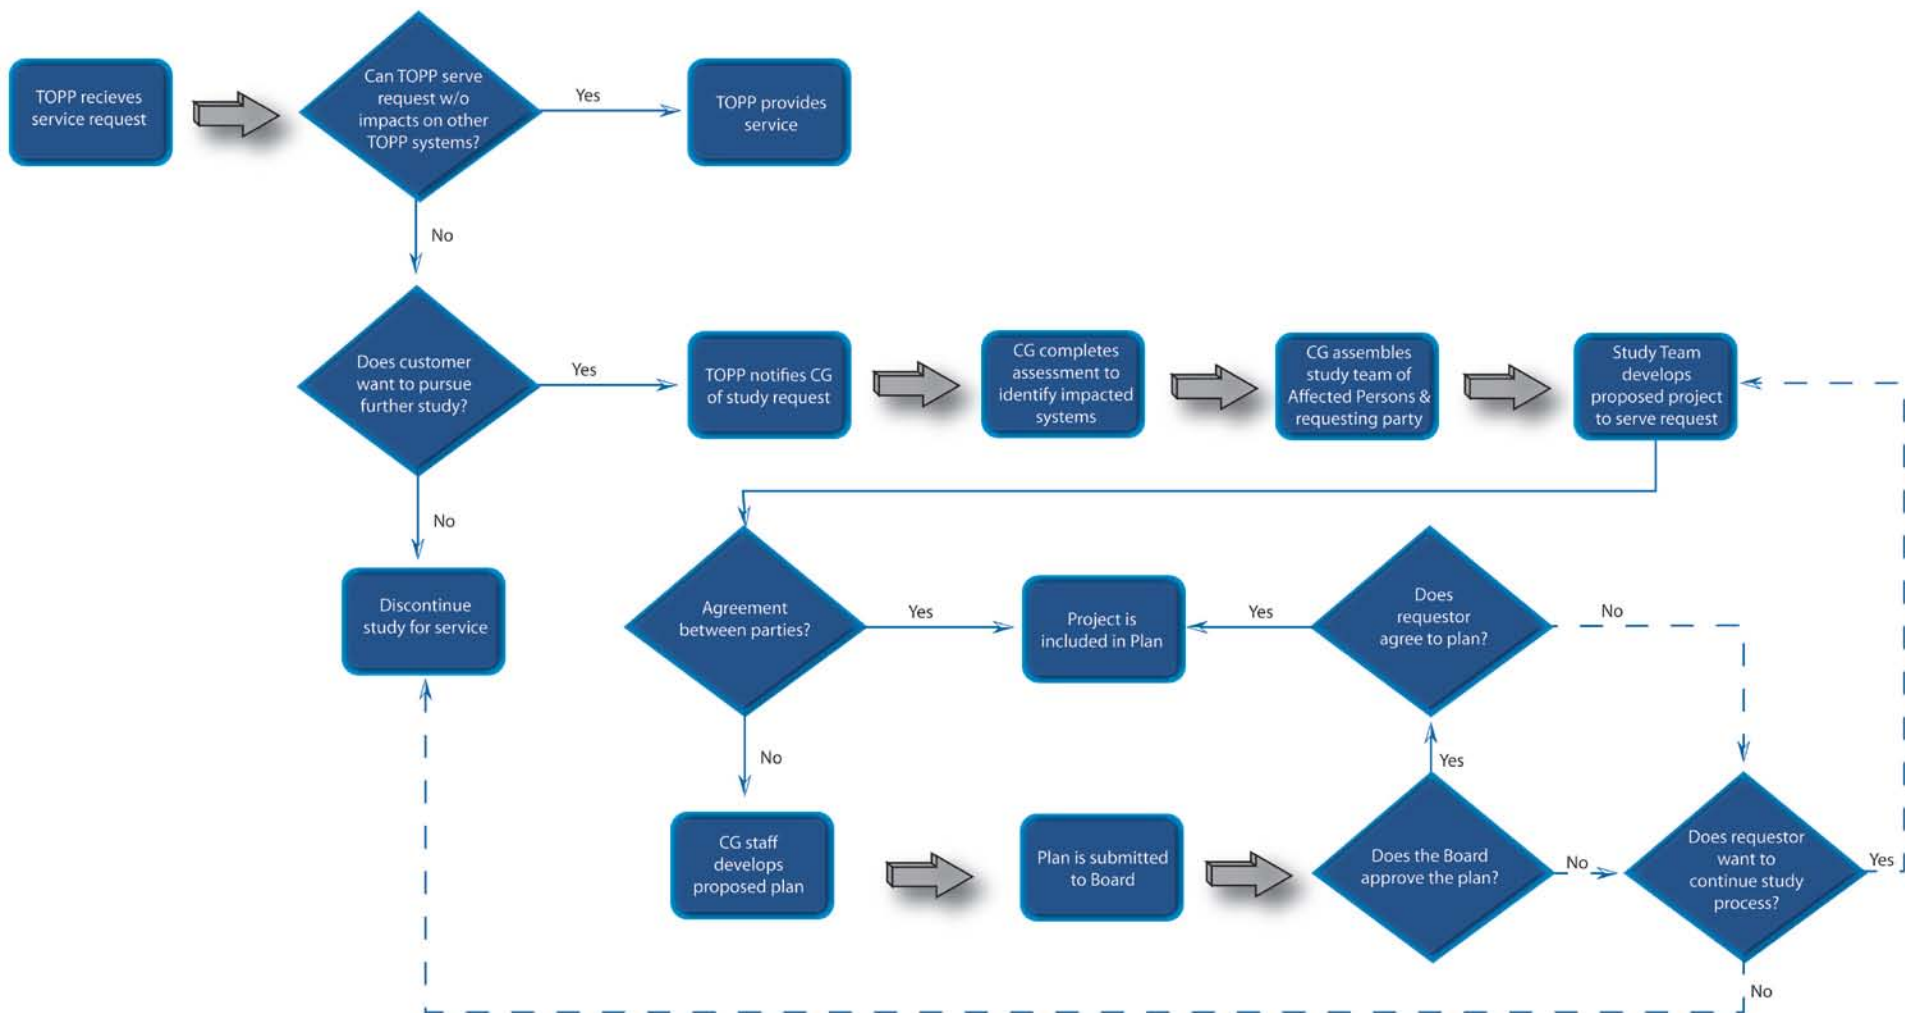 TOPP recieves
service request
Can TOPP serve
request w/o
impacts on other
TOPP systems?
Yes
TOPP provides
service
No
Does customer
want to pursue
further study?
Yes
TOPP notifies CG
of study request
CG completes
assessment to
identify impacted
systems
CG assembles
study team of
Affected Persons &
requesting party
Study Team
develops
proposed project
to serve request
No
Discontinue
study for service
Agreement
between parties?
Yes
Project is
included in Plan
Yes
Does
requestor
agree to plan?
No
No
Yes
CG staff
develops
proposed plan
Plan is submitted
to Board
Does the Board
approve the plan?
No
Does requestor
want to
continue study
process?
Yes
No